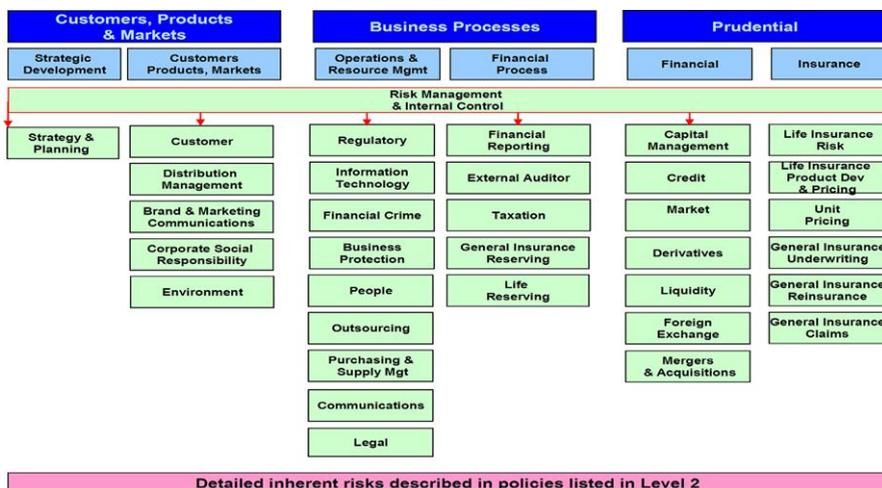 Customers, Products
& Markets
Business Processes
Prudential
Strategic
Development
Customers
Products, Markets
Operations &
Resource Mgmt
Financial
Process
Financial
Insurance
Risk Management
& Internal Control
Strategy &
Planning
Customer
Distribution
Management
Brand & Marketing
Communications
Corporate Social
Responsibility
Environment
Regulatory
Information
Technology
Financial Crime
Business
Protection
People
Outsourcing
Purchasing &
Supply Mgt
Communications
Legal
Financial
Reporting
External Auditor
Taxation
General Insurance
Reserving
Life
Reserving
Capital
Management
Credit
Market
Derivatives
Liquidity
Foreign
Exchange
Mergers
& Acquisitions
Life Insurance
Risk
Life Insurance
Product Dev
& Pricing
Unit
Pricing
General Insurance
Underwriting
General Insurance
Reinsurance
General Insurance
Claims
Detailed inherent risks described in policies listed in Level 2